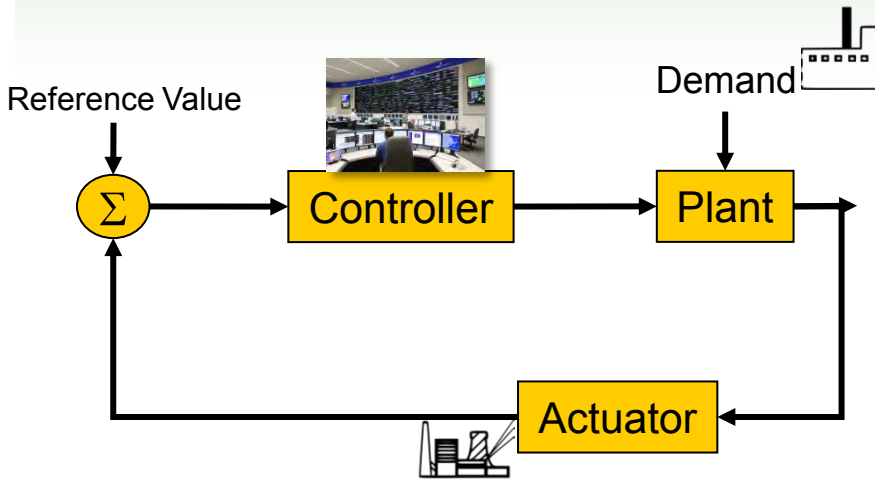 Reference Value
Demand
Σ
Controller
Plant
Actuator